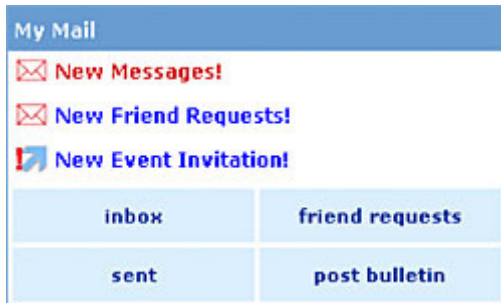 My Mail
New Messages!
New Friend Requests!
New Event Invitation!
inbox friend requests
sent post bulletin